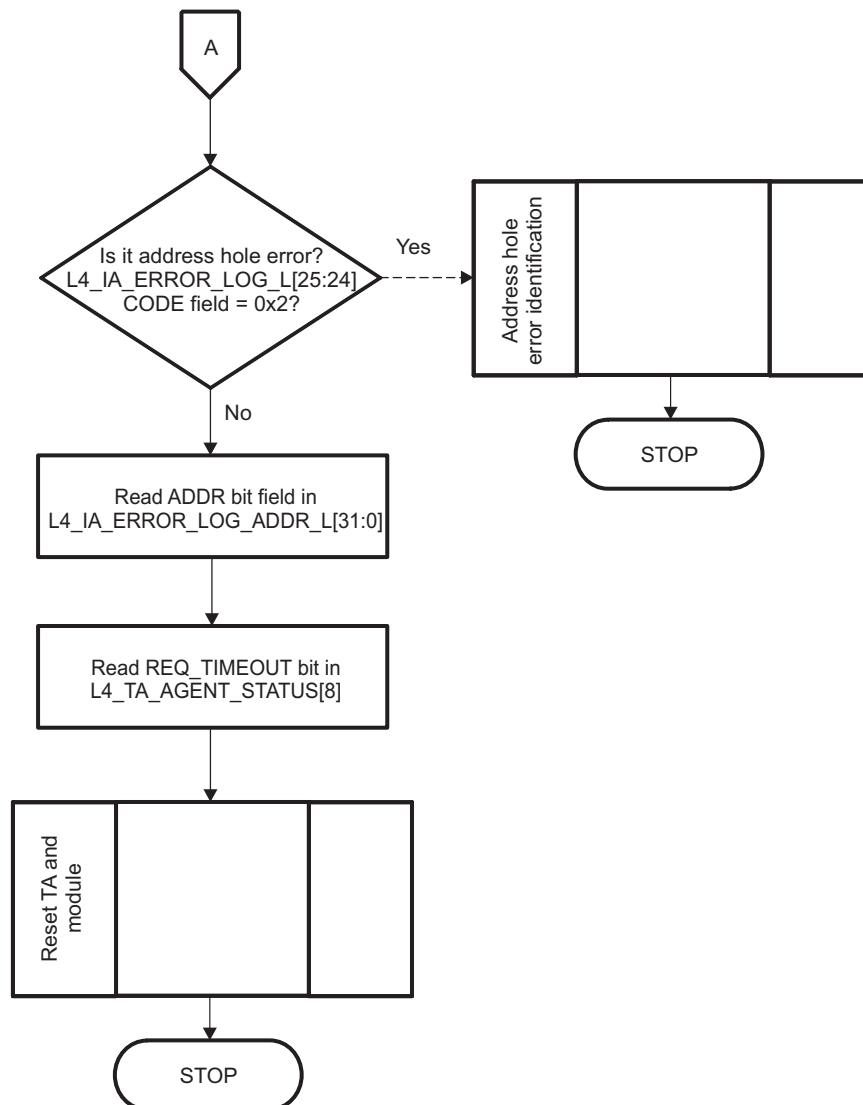 A
Is it address hole error?
L4_IA_ERROR_LOG_L[25:24]
CODE field = 0x2?
Yes
Address hole
error identification
STOP
No
Read ADDR bit field in
L4_IA_ERROR_LOG_ADDR_L[31:0]
Read REQ_TIMEOUT bit in
L4_TA_AGENT_STATUS[8]
Reset TA and
module
STOP